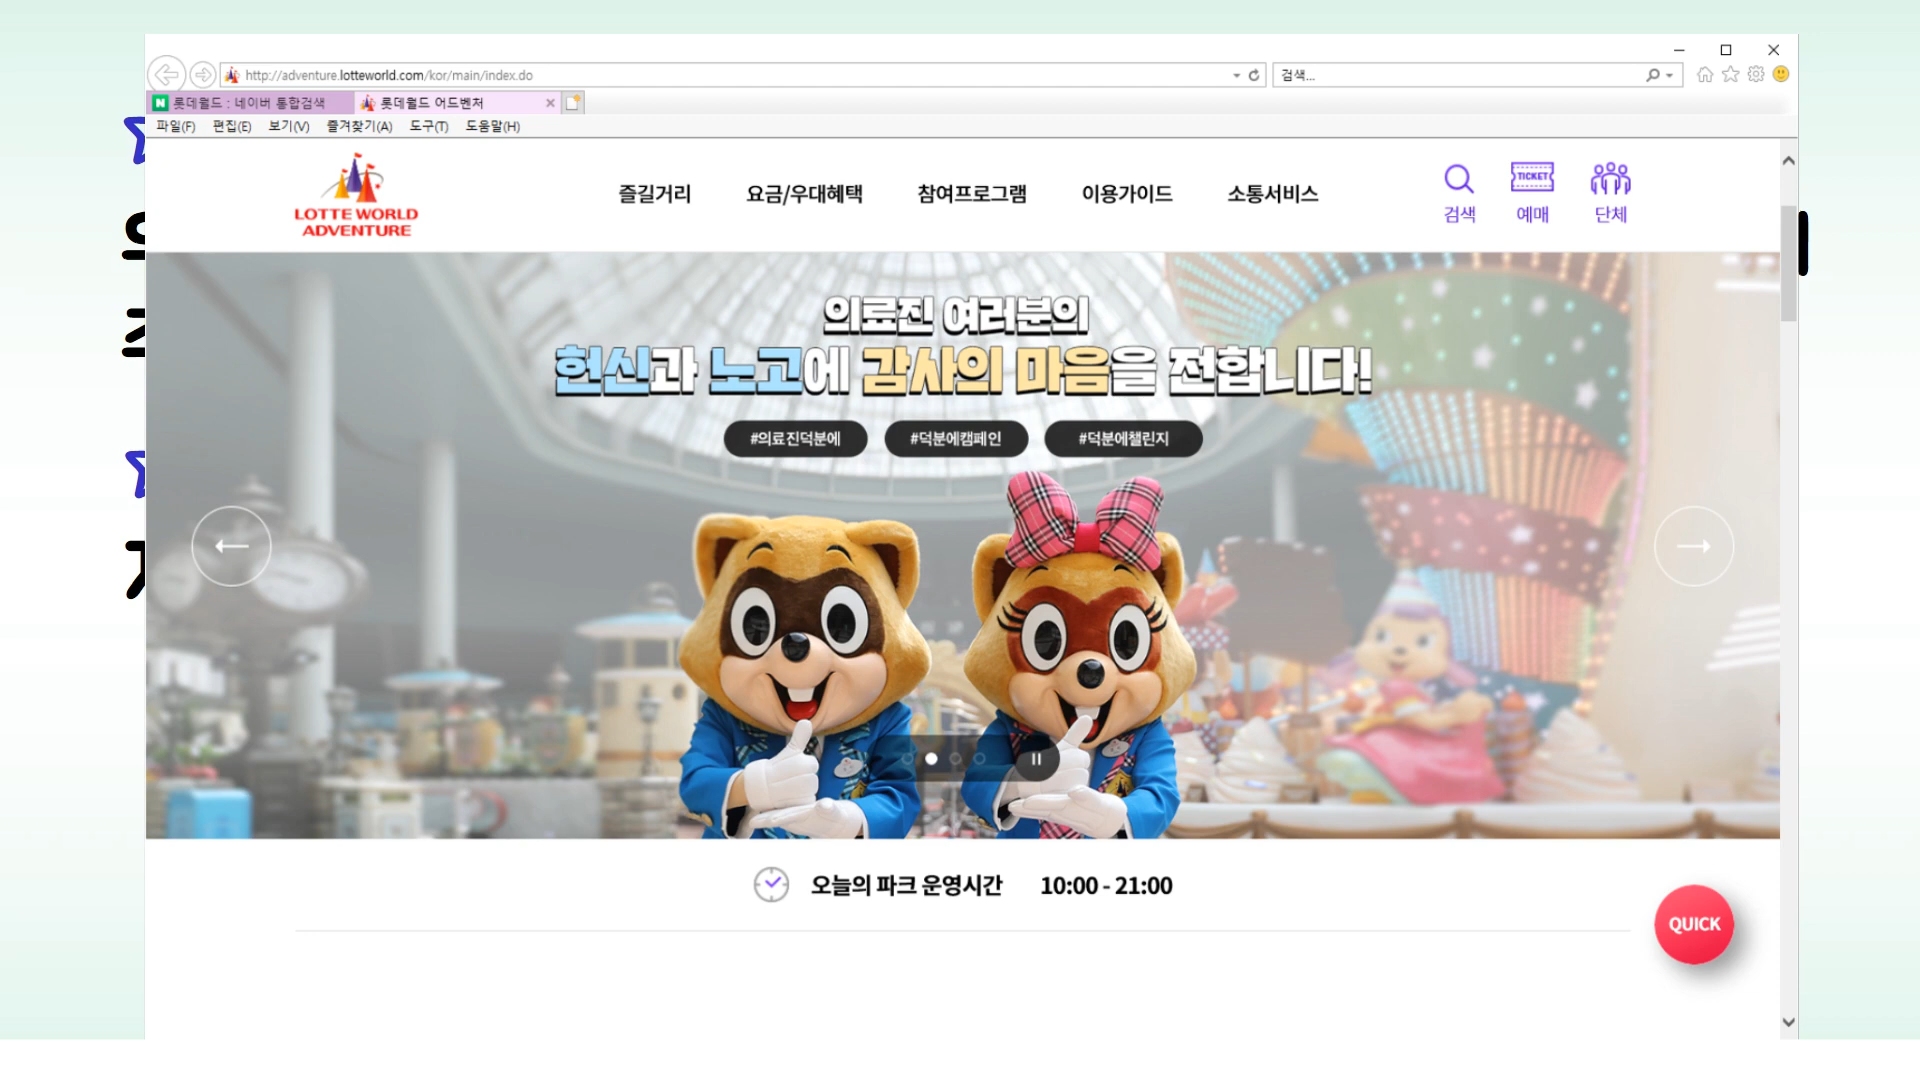 http://adventure.lotteworld.com/kor/main/index.do
검색...
롯데월드 : 네이버 통합검색
롯데월드 어드벤처
파일(F) 편집(E) 보기(V) 즐겨찾기(A) 도구(T) 도움말(H)
LOTTE WORLD
ADVENTURE
즐길거리 요금/우대혜택 참여프로그램 이용가이드 소통서비스
TICKET
검색 예매 단체
의료진 여러분의
헌신과 노고에 감사의 마음을 전합니다!
#의료진덕분에 #덕분에캠페인 #덕분에챌린지
오늘의 파크 운영시간 10:00 - 21:00
QUICK